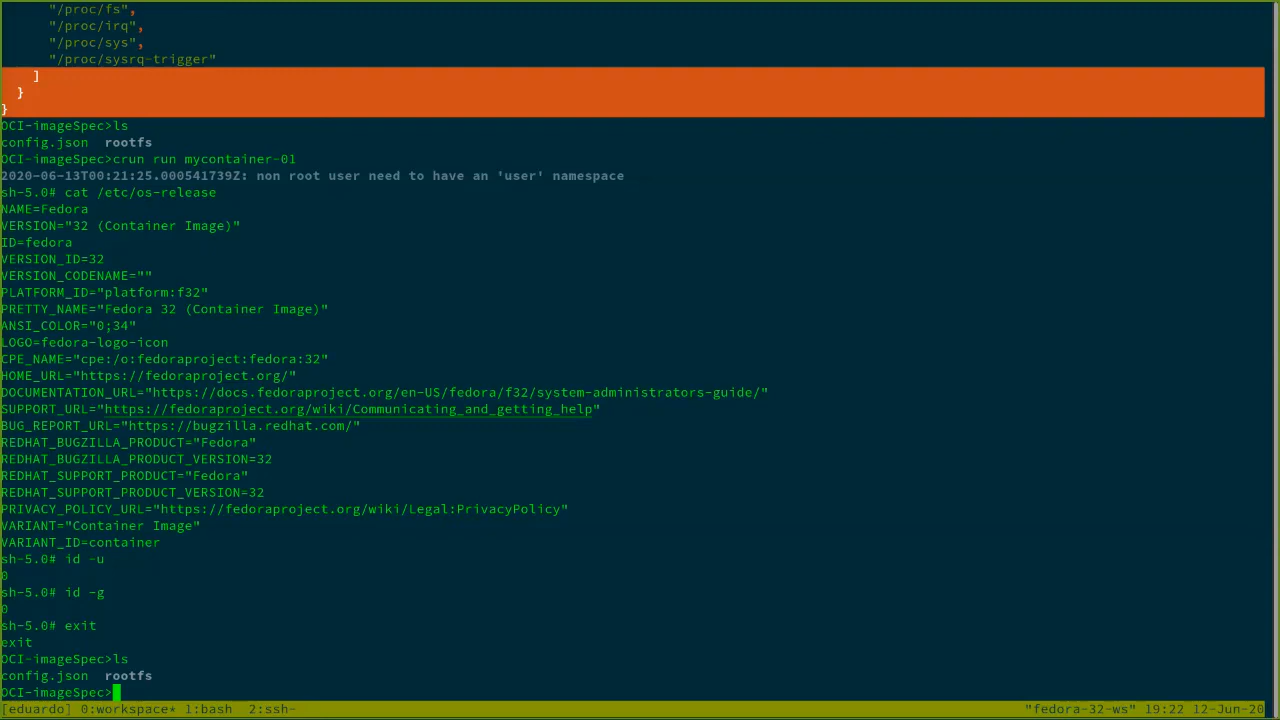 "/proc/fs",
"/proc/irq",
"/proc/sys",
"/proc/sysrq-trigger"
]
}
}
OCI-imageSpec>ls
config.json  rootfs
OCI-imageSpec>crun run mycontainer-01
2020-06-13T00:21:25.000541739Z: non root user need to have an 'user' namespace
sh-5.0# cat /etc/os-release
NAME=Fedora
VERSION="32 (Container Image)"
ID=fedora
VERSION_ID=32
VERSION_CODENAME=""
PLATFORM_ID="platform:f32"
PRETTY_NAME="Fedora 32 (Container Image)"
ANSI_COLOR="0;34"
LOGO=fedora-logo-icon
CPE_NAME="cpe:/o:fedoraproject:fedora:32"
HOME_URL="https://fedoraproject.org/"
DOCUMENTATION_URL="https://docs.fedoraproject.org/en-US/fedora/f32/system-administrators-guide/"
SUPPORT_URL="https://fedoraproject.org/wiki/Communicating_and_getting_help"
BUG_REPORT_URL="https://bugzilla.redhat.com/"
REDHAT_BUGZILLA_PRODUCT="Fedora"
REDHAT_BUGZILLA_PRODUCT_VERSION=32
REDHAT_SUPPORT_PRODUCT="Fedora"
REDHAT_SUPPORT_PRODUCT_VERSION=32
PRIVACY_POLICY_URL="https://fedoraproject.org/wiki/Legal:PrivacyPolicy"
VARIANT="Container Image"
VARIANT_ID=container
sh-5.0# id -u
0
sh-5.0# id -g
0
sh-5.0# exit
exit
OCI-imageSpec>ls
config.json  rootfs
OCI-imageSpec>
[eduardo] 0:workspace* 1:bash  2:ssh- "fedora-32-ws" 19:22 12-Jun-20